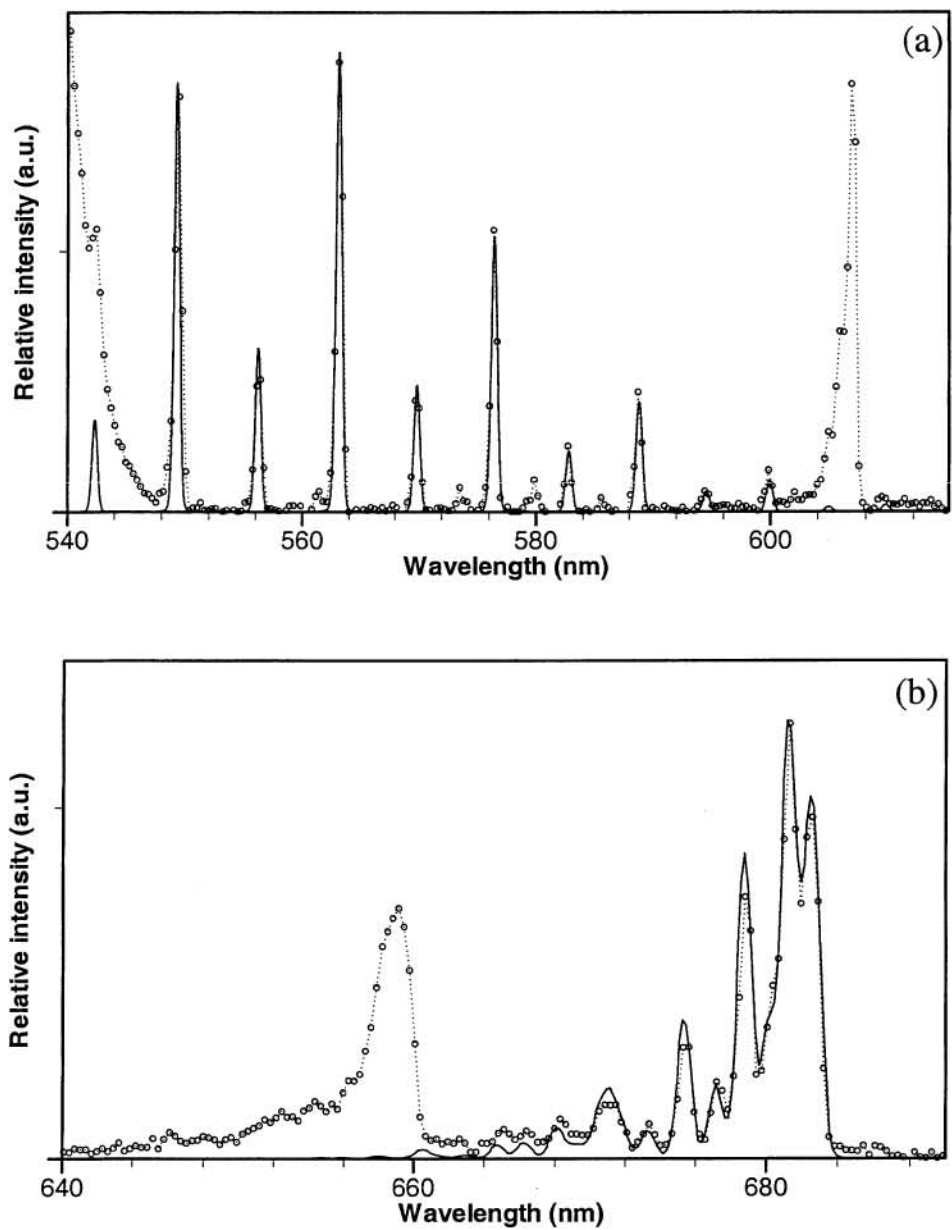 (a)
Relative intensity (a.u.)
540 560 580 600
Wavelength (nm)
(b)
Relative intensity (a.u.)
640 660 680
Wavelength (nm)